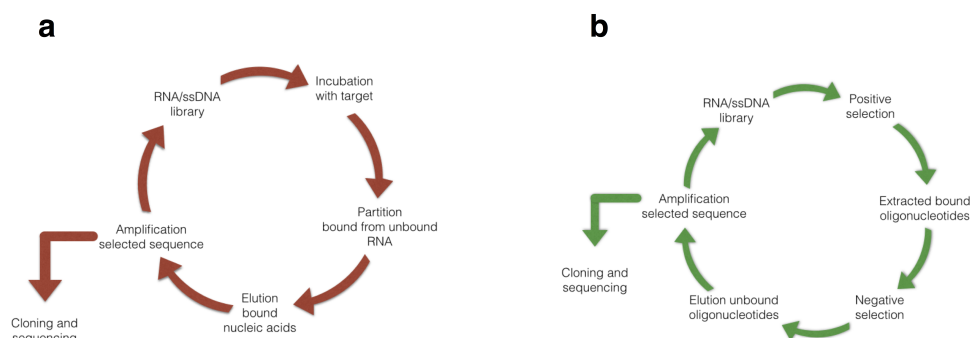 a
RNA/ssDNA
library
Incubation
with target
Partition
bound from unbound
RNA
Elution
bound
nucleic acids
Amplification
selected sequence
Cloning and
sequencing
b
RNA/ssDNA
library
Positive
selection
Extracted bound
oligonucleotides
Negative
selection
Elution unbound
oligonucleotides
Amplification
selected sequence
Cloning and
sequencing